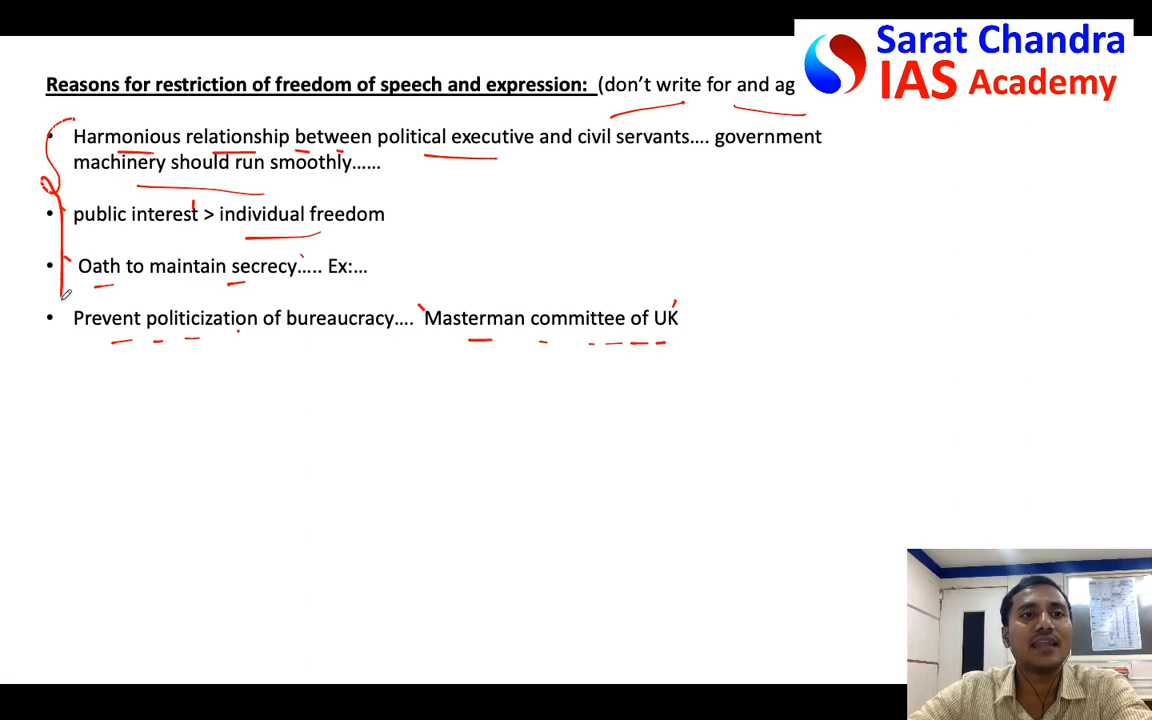 Sarat Chandra
IAS Academy
Reasons for restriction of freedom of speech and expression: (don't write for and ag
• Harmonious relationship between political executive and civil servants.... government
machinery should run smoothly......
• public interest > individual freedom
• Oath to maintain secrecy..... Ex:...
• Prevent politicization of bureaucracy.... Masterman committee of UK